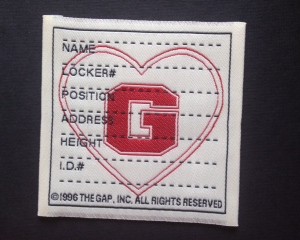 NAME
LOCKER#
POSITION
ADDRESS
G
HEIGHT
I.D.#
©1996 THE GAP, INC. ALL RIGHTS RESERVED